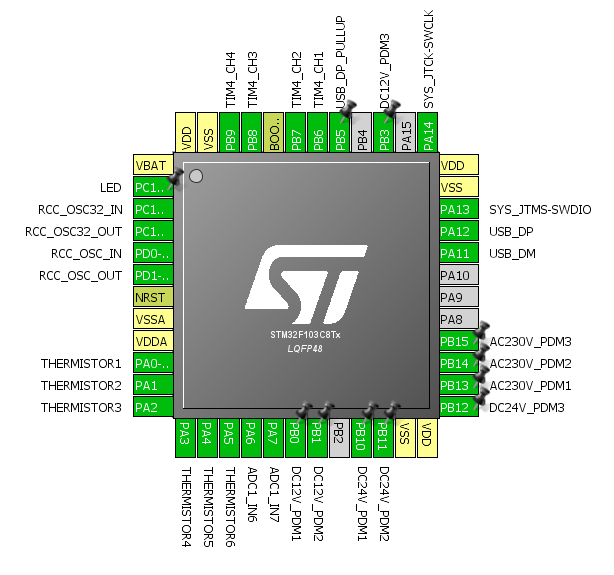 TIM4_CH4
TIM4_CH3
TIM4_CH2
TIM4_CH1
USB_DP_PULLUP
DC12V_PDM3
SYS_JTCK-SWCLK
VDD
VSS
PB9
PB8
BOO...
PB7
PB6
PB5
PB4
PB3
PA15
PA14
VBAT
LED PC1...
RCC_OSC32_IN PC1...
RCC_OSC32_OUT PC1...
RCC_OSC_IN PD0-...
RCC_OSC_OUT PD1-...
NRST
VSSA
VDDA
THERMISTOR1 PA0-...
THERMISTOR2 PA1
THERMISTOR3 PA2
ST
STM32F103C8Tx
LQFP48
VDD
VSS
PA13 SYS_JTMS-SWDIO
PA12 USB_DP
PA11 USB_DM
PA10
PA9
PA8
PB15 AC230V_PDM3
PB14 AC230V_PDM2
PB13 AC230V_PDM1
PB12 DC24V_PDM3
PA3
PA4
PA5
PA6
PA7
PB0
PB1
PB2
PB10
PB11
VSS
VDD
THERMISTOR4
THERMISTOR5
THERMISTOR6
ADC1_IN6
ADC1_IN7
DC12V_PDM1
DC12V_PDM2
DC24V_PDM1
DC24V_PDM2